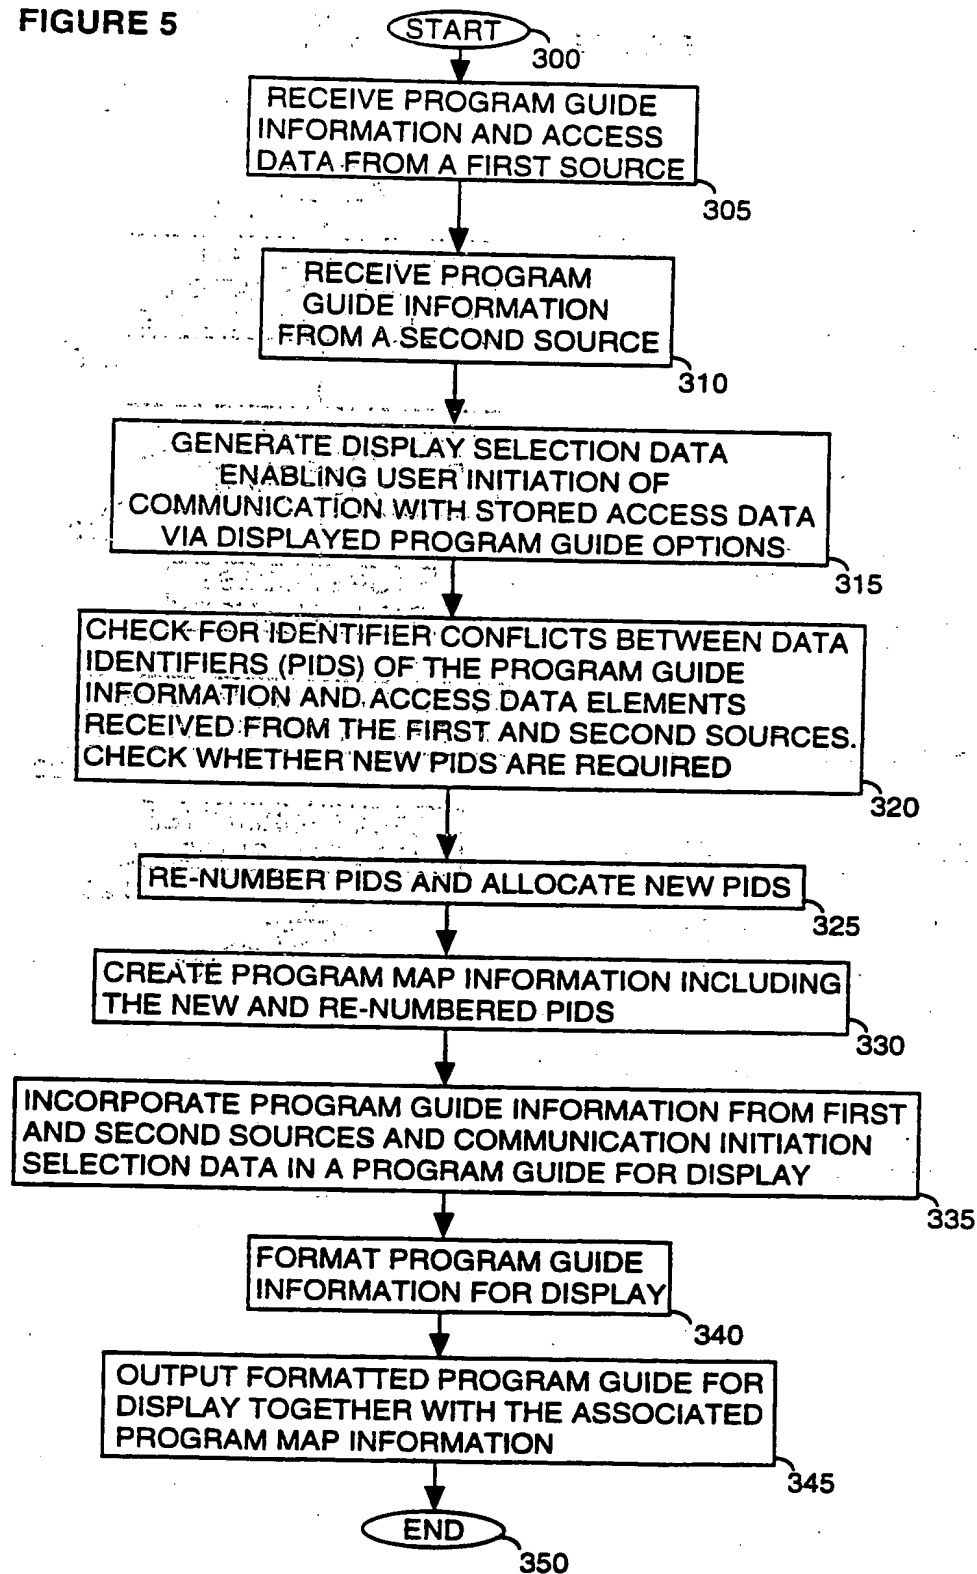 FIGURE 5
START
300
RECEIVE PROGRAM GUIDE
INFORMATION AND ACCESS
DATA FROM A FIRST SOURCE
305
RECEIVE PROGRAM
GUIDE INFORMATION
FROM A SECOND SOURCE
310
GENERATE DISPLAY SELECTION DATA
ENABLING USER INITIATION OF
COMMUNICATION WITH STORED ACCESS DATA
VIA DISPLAYED PROGRAM GUIDE OPTIONS
315
CHECK FOR IDENTIFIER CONFLICTS BETWEEN DATA
IDENTIFIERS (PIDS) OF THE PROGRAM GUIDE
INFORMATION AND ACCESS DATA ELEMENTS
RECEIVED FROM THE FIRST AND SECOND SOURCES.
CHECK WHETHER NEW PIDS ARE REQUIRED
320
RE-NUMBER PIDS AND ALLOCATE NEW PIDS
325
CREATE PROGRAM MAP INFORMATION INCLUDING
THE NEW AND RE-NUMBERED PIDS
330
INCORPORATE PROGRAM GUIDE INFORMATION FROM FIRST
AND SECOND SOURCES AND COMMUNICATION INITIATION
SELECTION DATA IN A PROGRAM GUIDE FOR DISPLAY
335
FORMAT PROGRAM GUIDE
INFORMATION FOR DISPLAY
340
OUTPUT FORMATTED PROGRAM GUIDE FOR
DISPLAY TOGETHER WITH THE ASSOCIATED
PROGRAM MAP INFORMATION
345
END
350